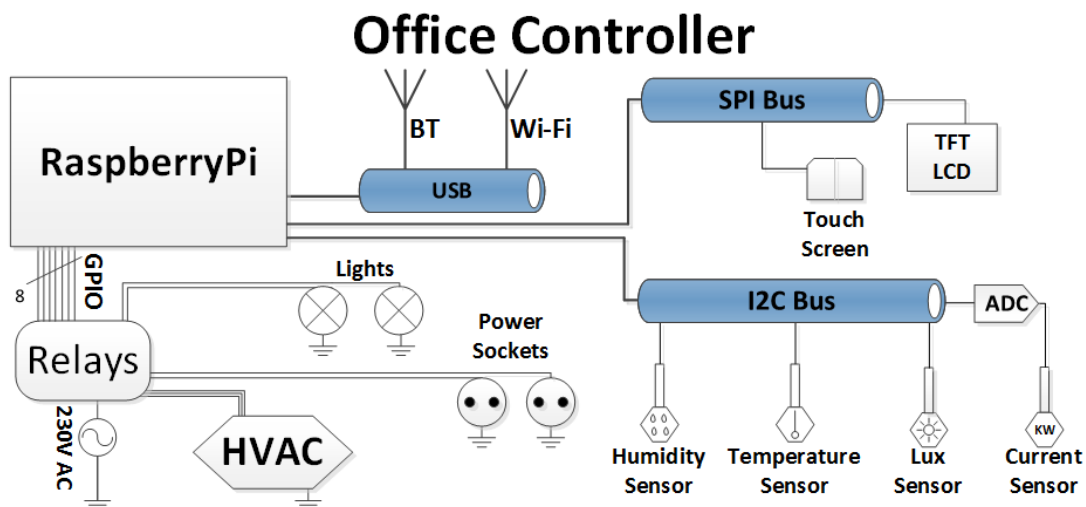 Office Controller
RaspberryPi
BT
Wi-Fi
USB
SPI Bus
TFT
LCD
Touch
Screen
8
GPIO
Lights
I2C Bus
ADC
Relays
Power
Sockets
230V AC
HVAC
KW
Humidity
Sensor
Temperature
Sensor
Lux
Sensor
Current
Sensor